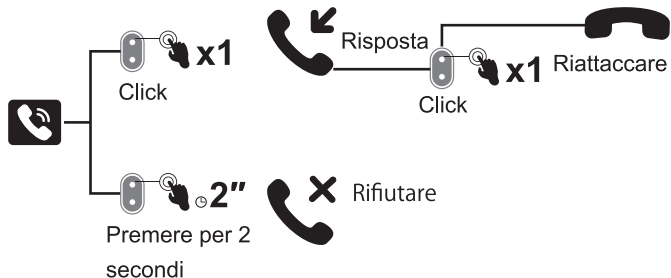 x1
Click
Risposta
x1
Click
Riattaccare
2"
Premere per 2
secondi
Rifiutare